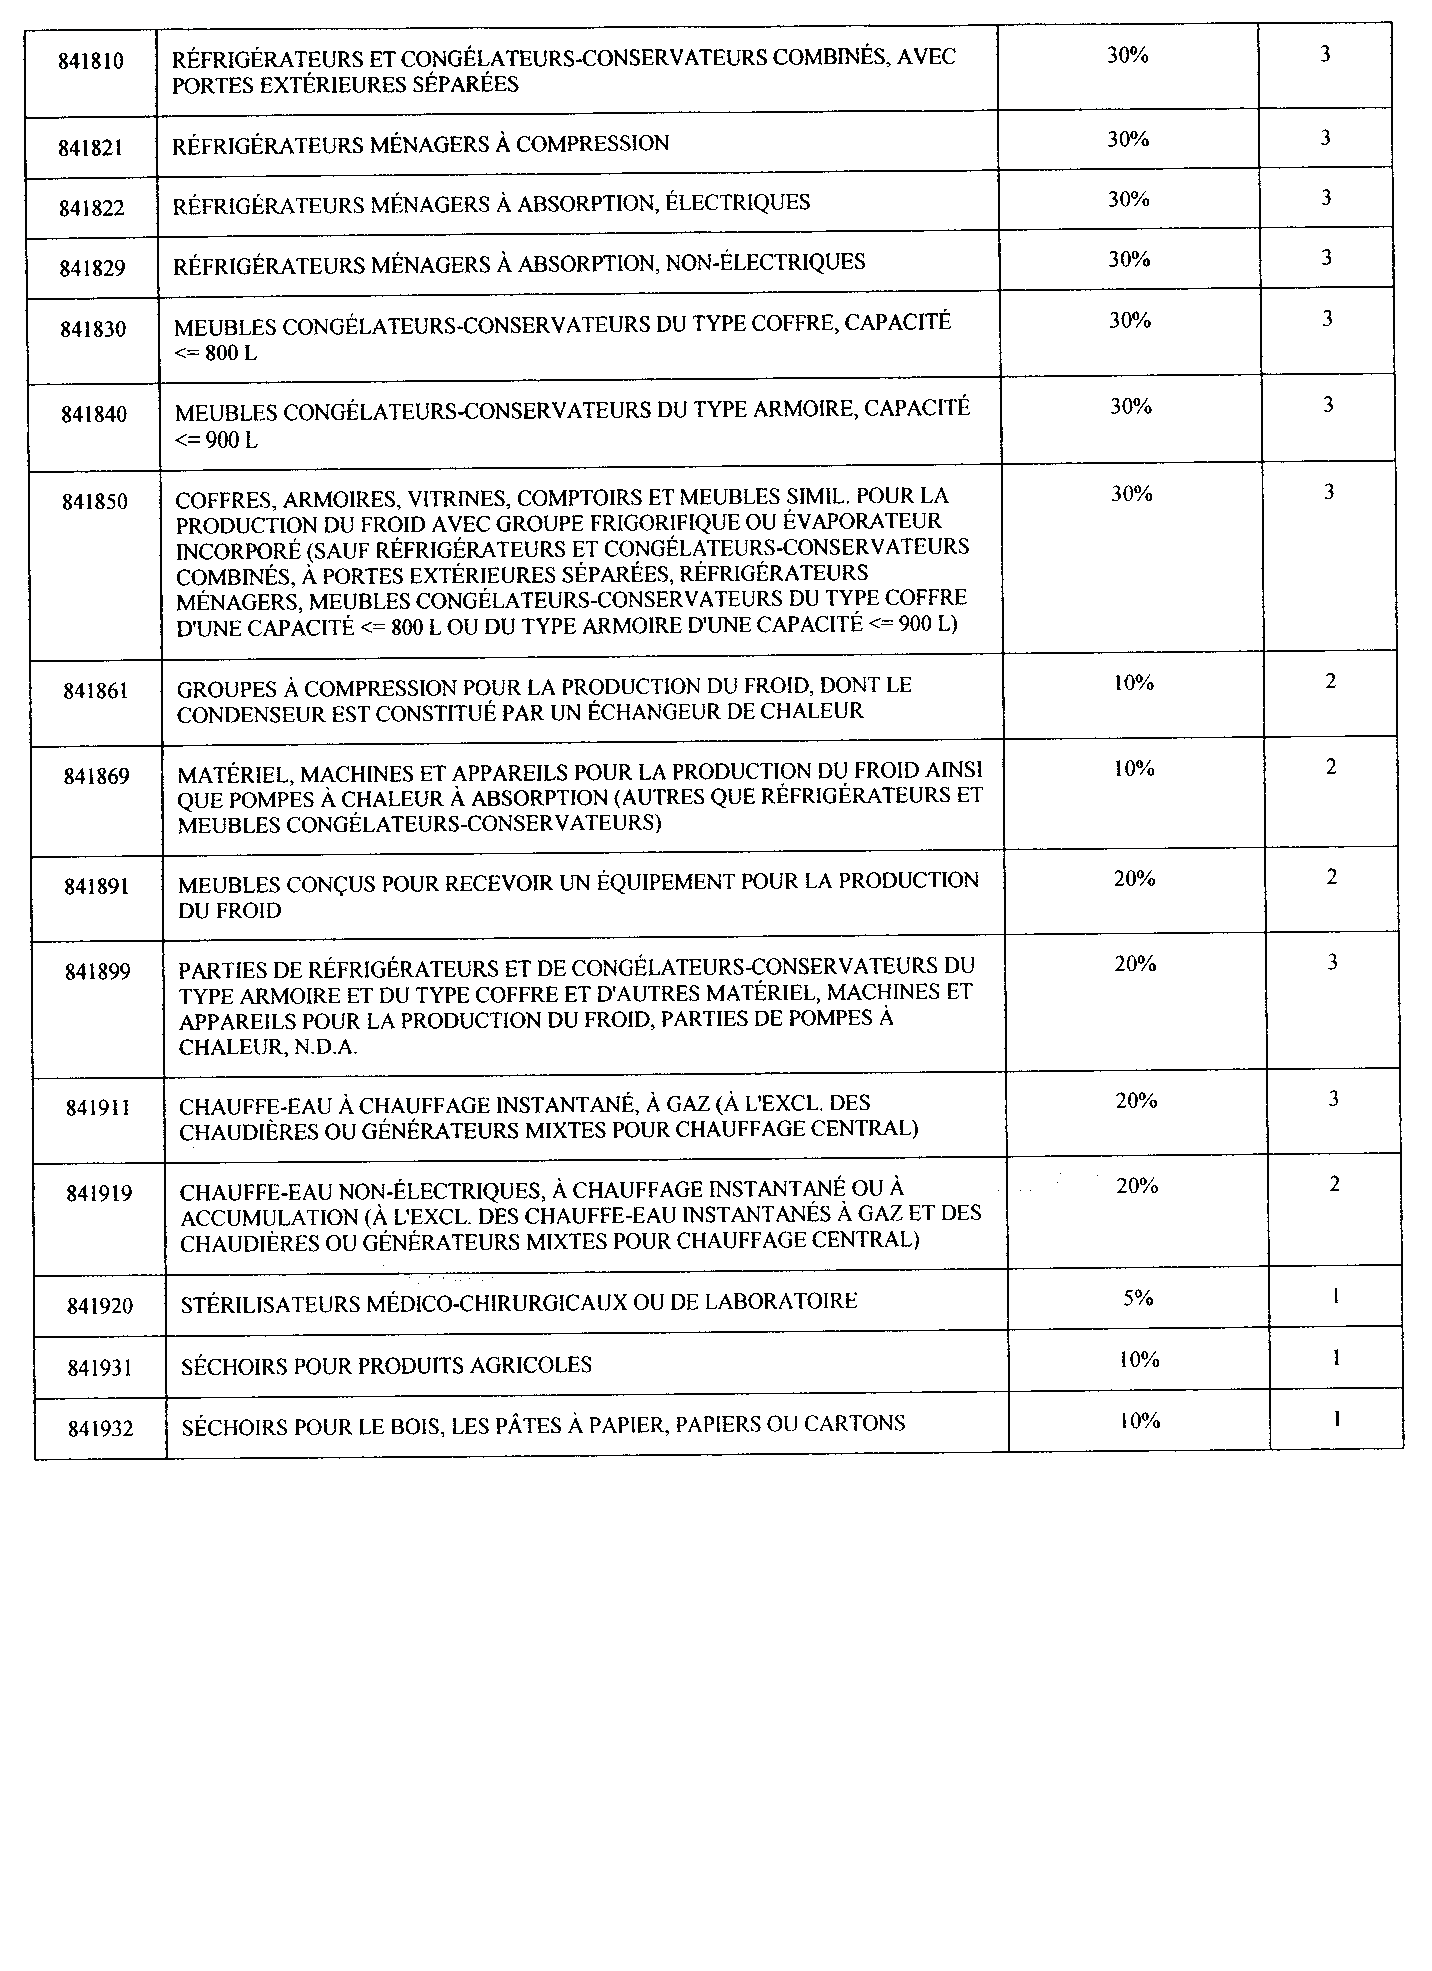 841810 RÉFRIGÉRATEURS ET CONGÉLATEURS-CONSERVATEURS COMBINÉS, AVEC 30% 3
PORTES EXTÉRIEURES SÉPARÉES
841821 RÉFRIGÉRATEURS MÉNAGERS À COMPRESSION 30% 3
841822 RÉFRIGÉRATEURS MÉNAGERS À ABSORPTION, ÉLECTRIQUES 30% 3
841829 RÉFRIGÉRATEURS MÉNAGERS À ABSORPTION, NON-ÉLECTRIQUES 30% 3
841830 MEUBLES CONGÉLATEURS-CONSERVATEURS DU TYPE COFFRE, CAPACITÉ 30% 3
<= 800 L
841840 MEUBLES CONGÉLATEURS-CONSERVATEURS DU TYPE ARMOIRE, CAPACITÉ 30% 3
<= 900 L
841850 COFFRES, ARMOIRES, VITRINES, COMPTOIRS ET MEUBLES SIMIL. POUR LA 30% 3
PRODUCTION DU FROID AVEC GROUPE FRIGORIFIQUE OU ÉVAPORATEUR
INCORPORÉ (SAUF RÉFRIGÉRATEURS ET CONGÉLATEURS-CONSERVATEURS
COMBINÉS, À PORTES EXTÉRIEURES SÉPARÉES, RÉFRIGÉRATEURS
MÉNAGERS, MEUBLES CONGÉLATEURS-CONSERVATEURS DU TYPE COFFRE
D'UNE CAPACITÉ <= 800 L OU DU TYPE ARMOIRE D'UNE CAPACITÉ <= 900 L)
841861 GROUPES À COMPRESSION POUR LA PRODUCTION DU FROID, DONT LE 10% 2
CONDENSEUR EST CONSTITUÉ PAR UN ÉCHANGEUR DE CHALEUR
841869 MATÉRIEL, MACHINES ET APPAREILS POUR LA PRODUCTION DU FROID AINSI 10% 2
QUE POMPES À CHALEUR À ABSORPTION (AUTRES QUE RÉFRIGÉRATEURS ET
MEUBLES CONGÉLATEURS-CONSERVATEURS)
841891 MEUBLES CONÇUS POUR RECEVOIR UN ÉQUIPEMENT POUR LA PRODUCTION 20% 2
DU FROID
841899 PARTIES DE RÉFRIGÉRATEURS ET DE CONGÉLATEURS-CONSERVATEURS DU 20% 3
TYPE ARMOIRE ET DU TYPE COFFRE ET D'AUTRES MATÉRIEL, MACHINES ET
APPAREILS POUR LA PRODUCTION DU FROID, PARTIES DE POMPES À
CHALEUR, N.D.A.
841911 CHAUFFE-EAU À CHAUFFAGE INSTANTANÉ, À GAZ (À L'EXCL. DES 20% 3
CHAUDIÈRES OU GÉNÉRATEURS MIXTES POUR CHAUFFAGE CENTRAL)
841919 CHAUFFE-EAU NON-ÉLECTRIQUES, À CHAUFFAGE INSTANTANÉ OU À 20% 2
ACCUMULATION (À L'EXCL. DES CHAUFFE-EAU INSTANTANÉS À GAZ ET DES
CHAUDIÈRES OU GÉNÉRATEURS MIXTES POUR CHAUFFAGE CENTRAL)
841920 STÉRILISATEURS MÉDICO-CHIRURGICAUX OU DE LABORATOIRE 5% 1
841931 SÉCHOIRS POUR PRODUITS AGRICOLES 10% 1
841932 SÉCHOIRS POUR LE BOIS, LES PÂTES À PAPIER, PAPIERS OU CARTONS 10% 1